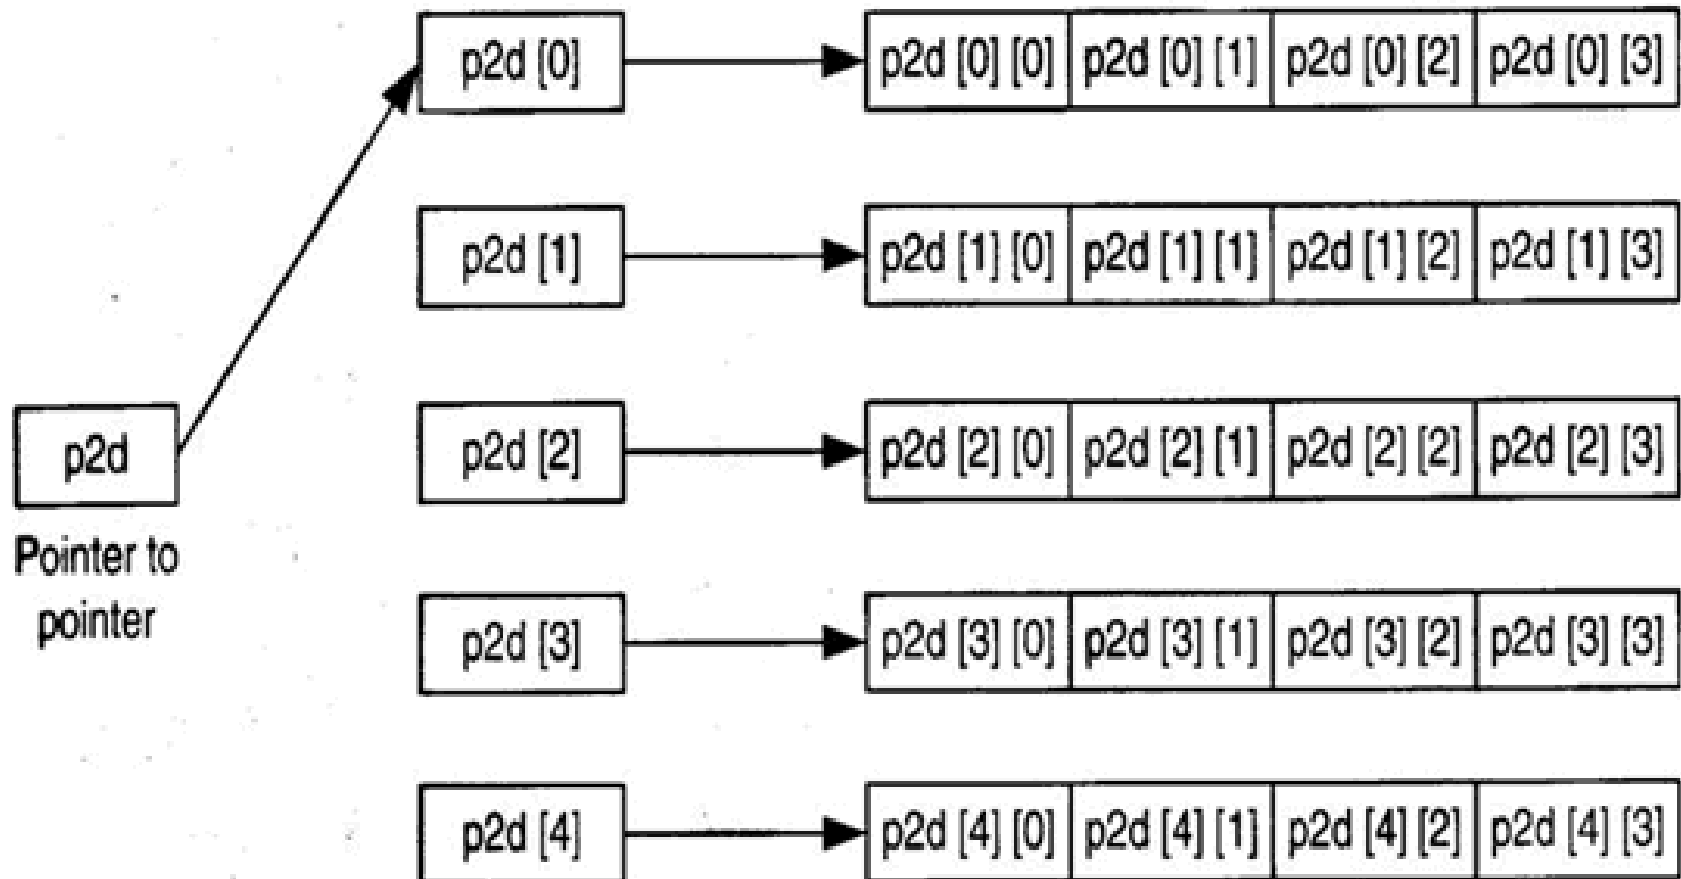 p2d [0] p2d [0] [0] p2d [0] [1] p2d [0] [2] p2d [0] [3]
p2d [1] p2d [1] [0] p2d [1] [1] p2d [1] [2] p2d [1] [3]
p2d p2d [2] p2d [2] [0] p2d [2] [1] p2d [2] [2] p2d [2] [3]
Pointer to
pointer
p2d [3] p2d [3] [0] p2d [3] [1] p2d [3] [2] p2d [3] [3]
p2d [4] p2d [4] [0] p2d [4] [1] p2d [4] [2] p2d [4] [3]